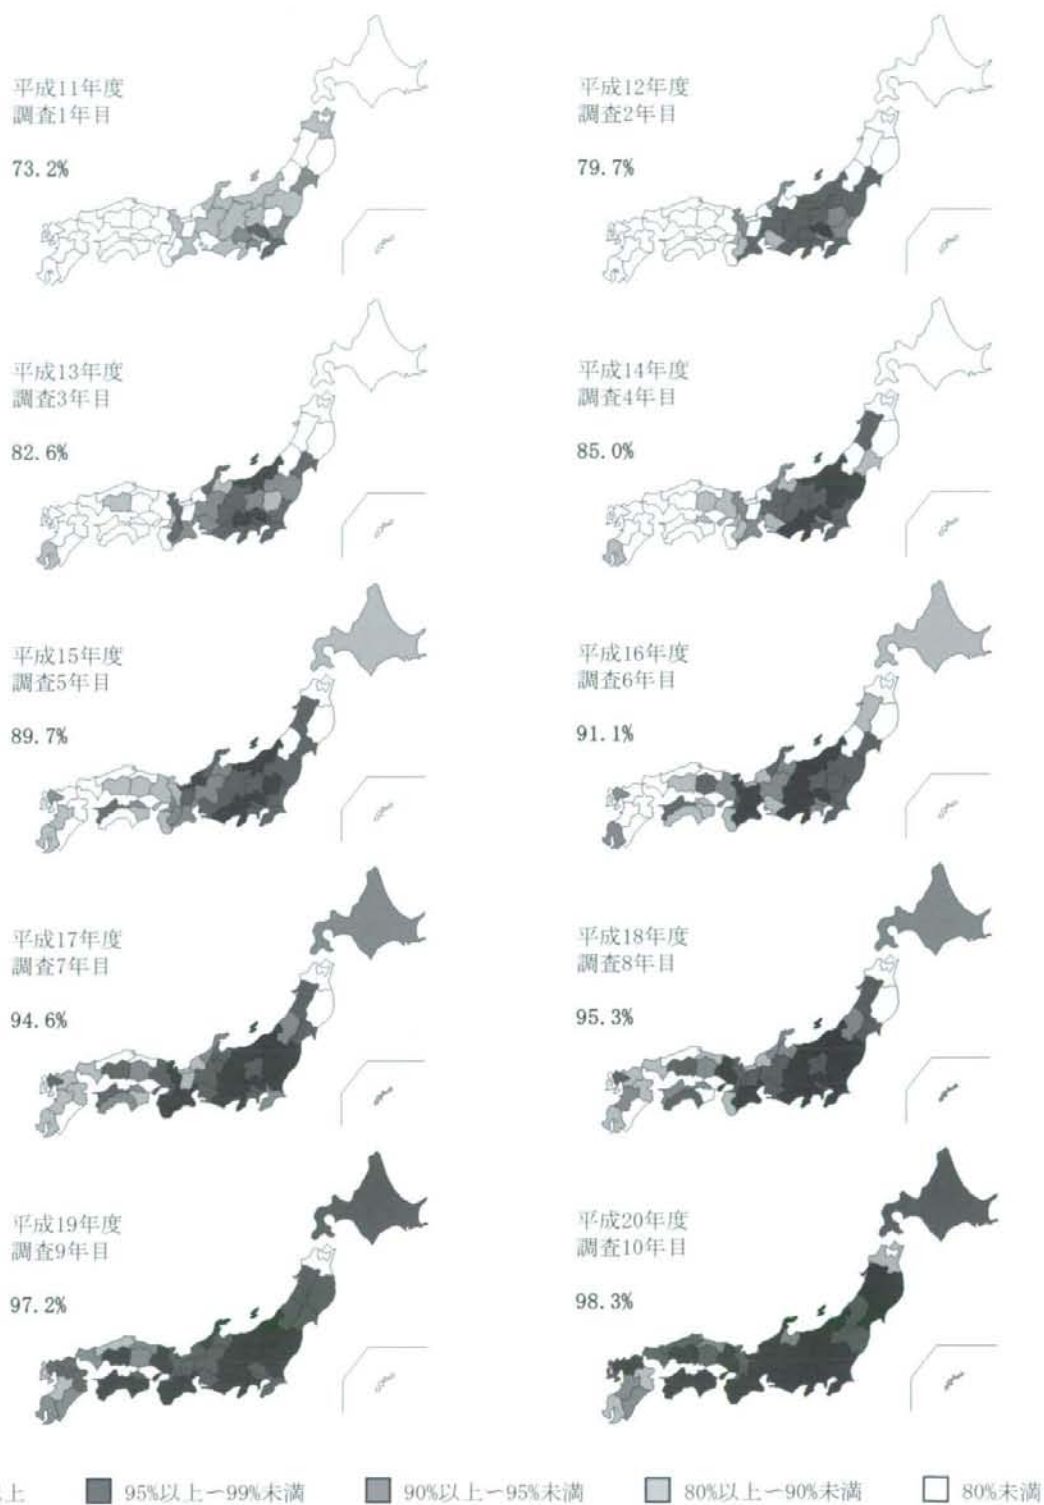 平成11年度
調査1年目
73.2%
平成12年度
調査2年目
79.7%
平成13年度
調査3年目
82.6%
平成14年度
調査4年目
85.0%
平成15年度
調査5年目
89.7%
平成16年度
調査6年目
91.1%
平成17年度
調査7年目
94.6%
平成18年度
調査8年目
95.3%
平成19年度
調査9年目
97.2%
平成20年度
調査10年目
98.3%
以上 95%以上〜99%未満 90%以上〜95%未満 80%以上〜90%未満 80%未満